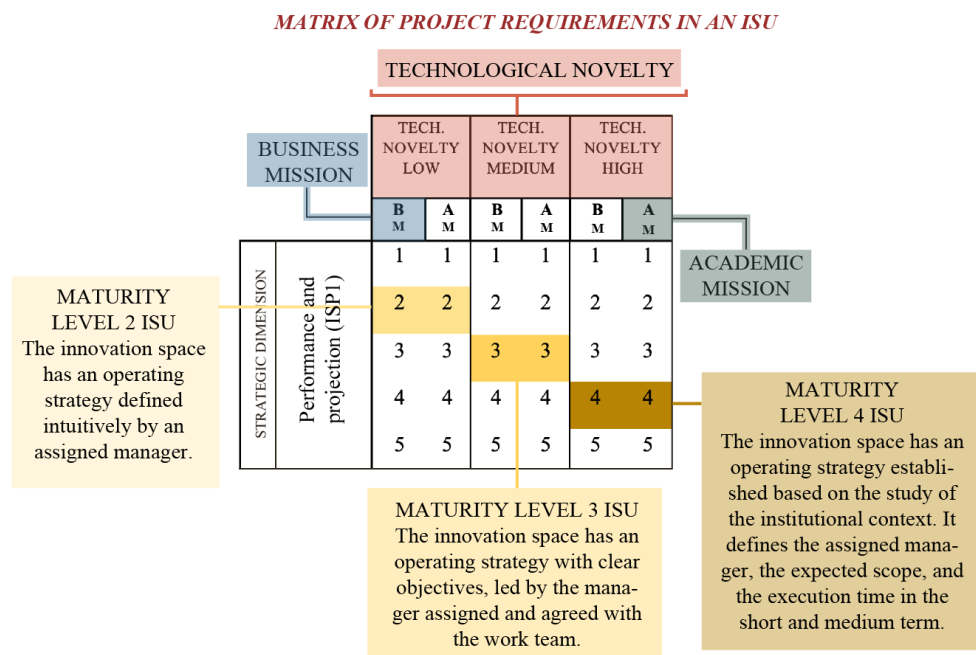 MATRIX OF PROJECT REQUIREMENTS IN AN ISU
TECHNOLOGICAL NOVELTY
BUSINESS
MISSION
TECH.
NOVELTY
LOW
TECH.
NOVELTY
MEDIUM
TECH.
NOVELTY
HIGH
B
M
A
M
B
M
A
M
B
M
A
M
ACADEMIC
MISSION
STRATEGIC DIMENSION
Performance and
projection (ISP1)
1 1 1 1 1 1
2 2 2 2 2 2
3 3 3 3 3 3
4 4 4 4 4 4
5 5 5 5 5 5
MATURITY
LEVEL 2 ISU
The innovation space
has an operating
strategy defined
intuitively by an
assigned manager.
MATURITY LEVEL 3 ISU
The innovation space has an
operating strategy with clear
objectives, led by the mana-
ger assigned and agreed with
the work team.
MATURITY
LEVEL 4 ISU
The innovation space has an
operating strategy establi-
shed based on the study of
the institutional context. It
defines the assigned mana-
ger, the expected scope, and
the execution time in the
short and medium term.